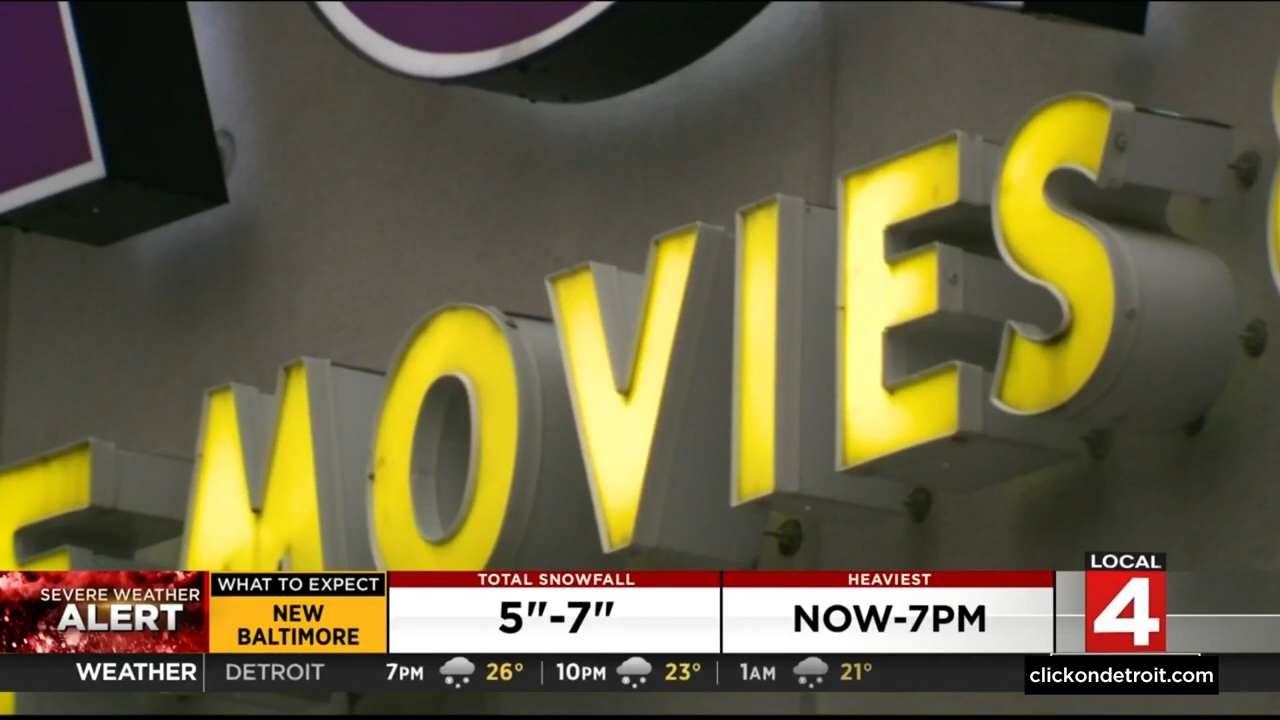 E MOVIES
SEVERE WEATHER
ALERT
WHAT TO EXPECT
NEW
BALTIMORE
TOTAL SNOWFALL
5"-7"
HEAVIEST
NOW-7PM
LOCAL
4
WEATHER
DETROIT
7PM 26° 10PM 23° 1AM 21°
clickondetroit.com